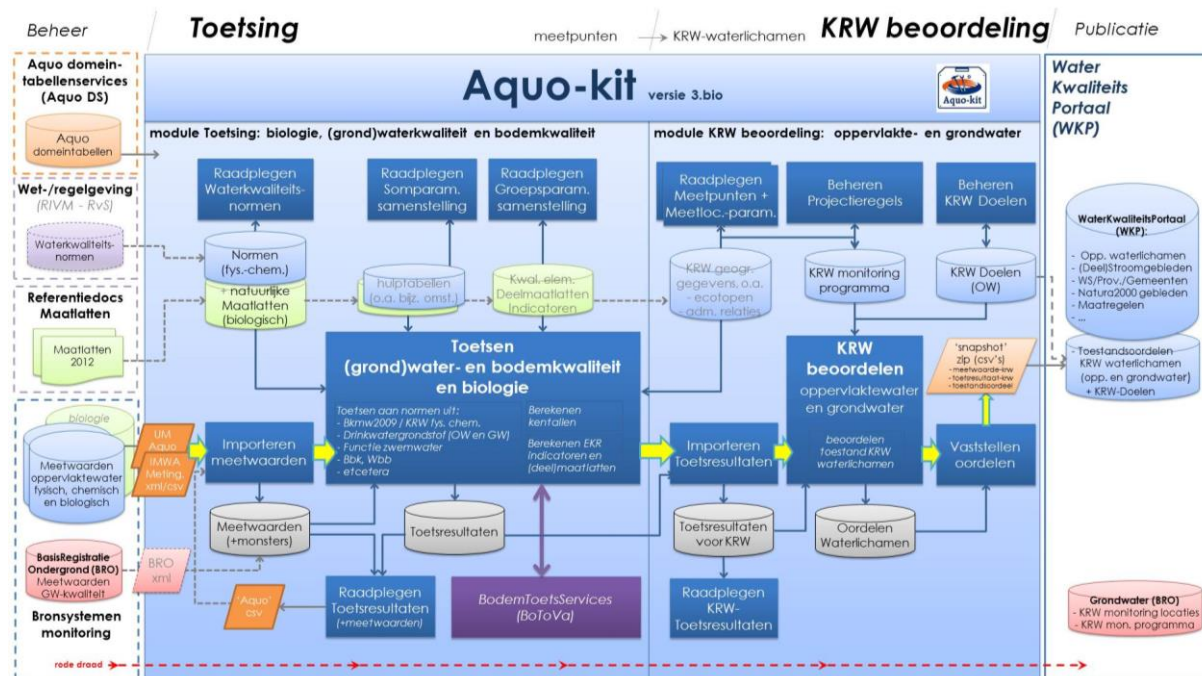 Beheer
Toetsing
meetpunten
KRW-waterlichamen
KRW beoordeling
Publicatie
Aquo domein-
tabellenservices
(Aquo DS)
Aquo
domeintabellen
Wet-/regelgeving
(RIVM - RvS)
Waterkwaliteits-
normen
Referentiedocs
Maatlatten
Maatlatten
2012
biologie
Meetwaarden
oppervlaktewater
fysisch, chemisch
en biologisch
BasisRegistratie
Ondergrond (BRO)
Meetwaarden
GW-kwaliteit
Bronsystemen
monitoring
rode draad
UM
Aquo
IMWA
Meting.
xml/csv
BRO
xml
Aquo-kit versie 3.bio
Aquo-kit
module Toetsing: biologie, (grond)waterkwaliteit en bodemkwaliteit
Raadplegen
Waterkwaliteits-
normen
Raadplegen
Somparam.
samenstelling
Raadplegen
Groepsparam.
samenstelling
Normen
(fys.-chem.)
+ natuurlijke
Maatlatten
(biologisch)
hulptabellen
(o.a. bijz. omst.)
Kwal. elem.
Deelmaatlatten
Indicatoren
Importeren
meetwaarden
Toetsen
(grond)water- en bodemkwaliteit
en biologie
Toetsen aan normen uit:
- Bkmw2009 / KRW fys. chem.
- Drinkwatergrondstof (OW en GW)
- Functie zwemwater
- Bbk, Wbb
- etcetera
Berekenen
kentallen
Berekenen EKR
indicatoren en
(deel)maatlatten
Meetwaarden
(+monsters)
Toetsresultaten
'Aquo'
csv
Raadplegen
Toetsresultaten
(+meetwaarden)
BodemToetsServices
(BoToVa)
module KRW beoordeling: oppervlakte- en grondwater
Raadplegen
Meetpunten +
Meetloc.-param.
Beheren
Projectieregels
Beheren
KRW Doelen
KRW geogr.
gegevens, o.a.
- ecotopen
- adm. relaties
KRW monitoring
programma
KRW Doelen
(OW)
Importeren
Toetsresultaten
KRW
beoordelen
oppervlaktewater
en grondwater
beoordelen
toestand KRW
waterlichamen
'snapshot'
zip (csv's)
- meetwaarde-krw
- toetsresultaat-krw
- toestandsoordeel
Vaststellen
oordelen
Toetsresultaten
voor KRW
Oordelen
Waterlichamen
Raadplegen
KRW-
Toetsresultaten
Water
Kwaliteits
Portaal
(WKP)
WaterKwaliteitsPortaal
(WKP):
- Opp. waterlichamen
- (Deel)Stroomgebieden
- WS/Prov./Gemeenten
- Natura2000 gebieden
- Maatregelen
- ...
- Toestandsoordelen
KRW waterlichamen
(opp. en grondwater)
+ KRW-Doelen
Grondwater (BRO)
- KRW monitoring locaties
- KRW mon. programma